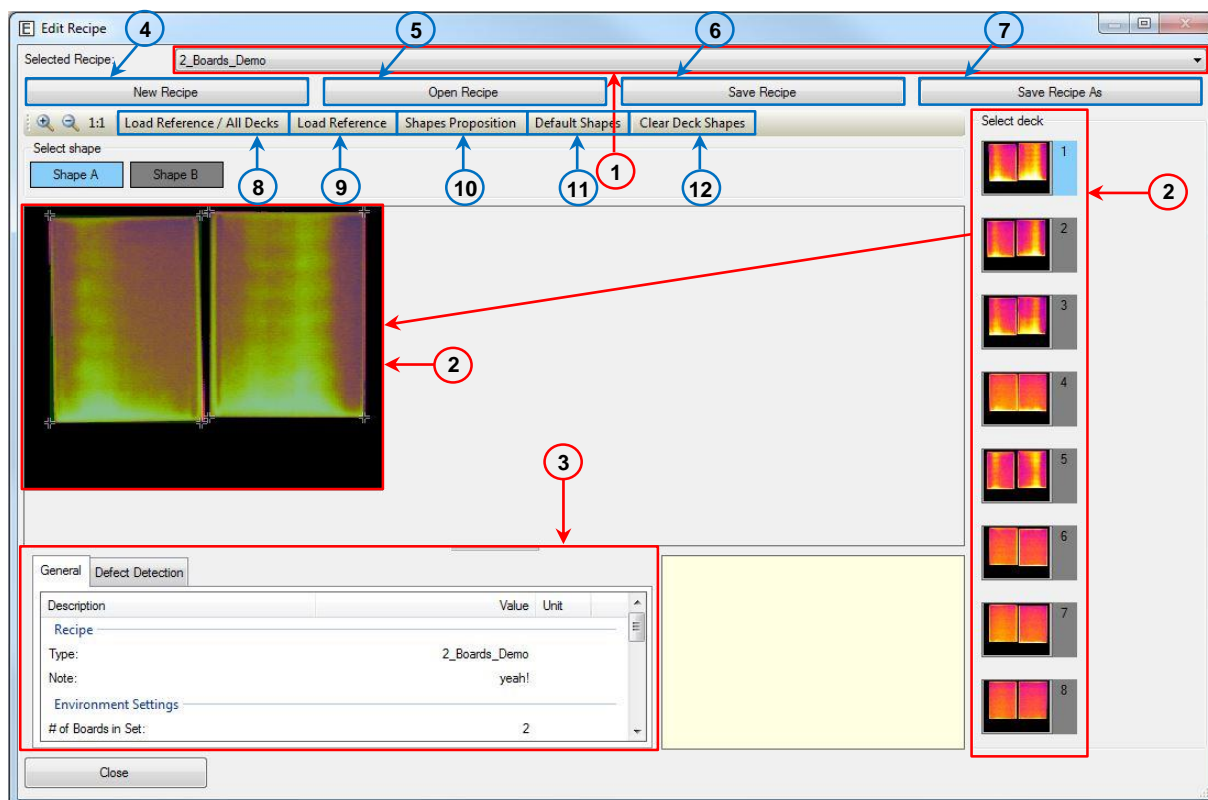 E Edit Recipe 4 5 6 7
Selected Recipe: 2_Boards_Demo
New Recipe Open Recipe Save Recipe Save Recipe As
1:1 Load Reference / All Decks Load Reference Shapes Proposition Default Shapes Clear Deck Shapes Select deck
Select shape
Shape A Shape B
8 9 10 11 1 12
1
2
2
3
2
4
3
5
6
General Defect Detection
Description Value Unit
Recipe
7
Type: 2_Boards_Demo
Note: yeah!
Environment Settings
8
# of Boards in Set: 2
Close